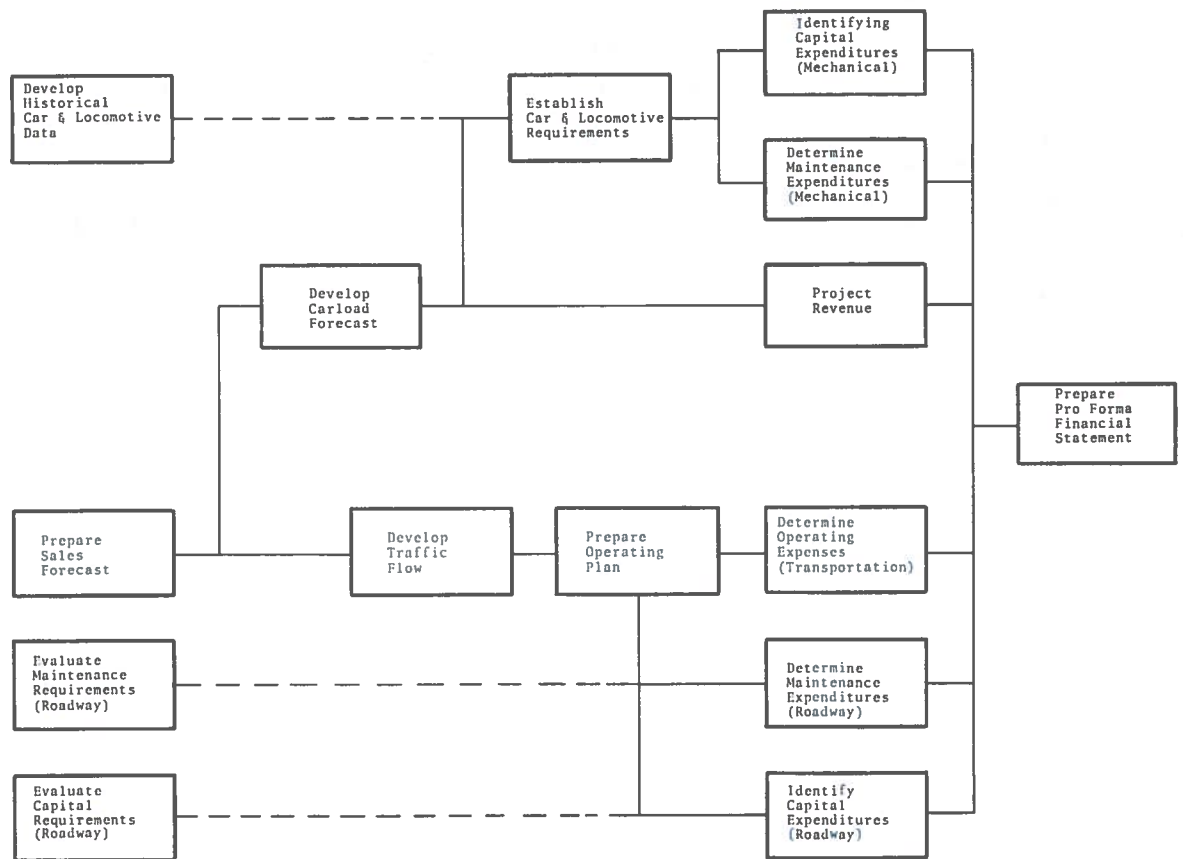 Identifying
Capital
Expenditures
(Mechanical)
Develop
Historical
Car & Locomotive
Data
Establish
Car & Locomotive
Requirements
Determine
Maintenance
Expenditures
(Mechanical)
Develop
Carload
Forecast
Project
Revenue
Prepare
Pro Forma
Financial
Statement
Prepare
Sales
Forecast
Develop
Traffic
Flow
Prepare
Operating
Plan
Determine
Operating
Expenses
(Transportation)
Evaluate
Maintenance
Requirements
(Roadway)
Determine
Maintenance
Expenditures
(Roadway)
Evaluate
Capital
Requirements
(Roadway)
Identify
Capital
Expenditures
(Roadway)